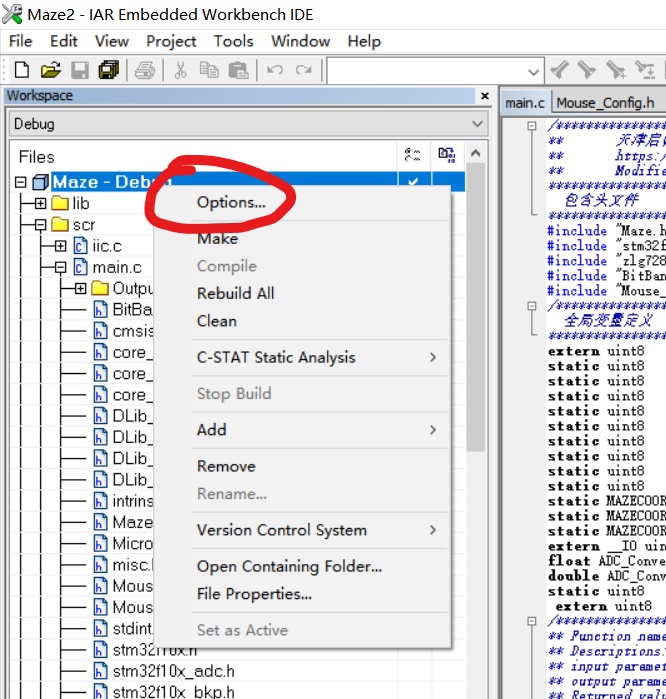 Maze2 - IAR Embedded Workbench IDE
File Edit View Project Tools Window Help
Workspace
main.c Mouse_Config.h
Debug
Files
Maze - Debug
lib
scr
iic.c
main.c
Outpu
BitBa
cmsis
core_
core_
core_
DLib_
DLib_
DLib_
DLib_
intrins
Maze
Micro
misc.
Mous
Mous
stdint.
stm32f10x.h
stm32f10x_adc.h
stm32f10x_bkp.h
Options...
Make
Compile
Rebuild All
Clean
C-STAT Static Analysis
Stop Build
Add
Remove
Rename...
Version Control System
Open Containing Folder...
File Properties...
Set as Active
/****************
** 天津启
** https:/
** Modifie
****************
包含头文件
****************
#include "Maze.h
#include "stm32f
#include "zlg728
#include "BitBan
#include "Mouse_
/****************
全局变量定义
****************
extern uint8
static uint8
static uint8
static uint8
static uint8
static uint8
static uint8
static uint8
static uint8
static uint8
static MAZECOOR
static MAZECOOR
static MAZECOOR
extern __IO uin
float ADC_Conve
double ADC_Conv
static uint8
extern uint8
/****************
** Function name
** Descriptions:
** input paramet
** output parame
** Returned valu